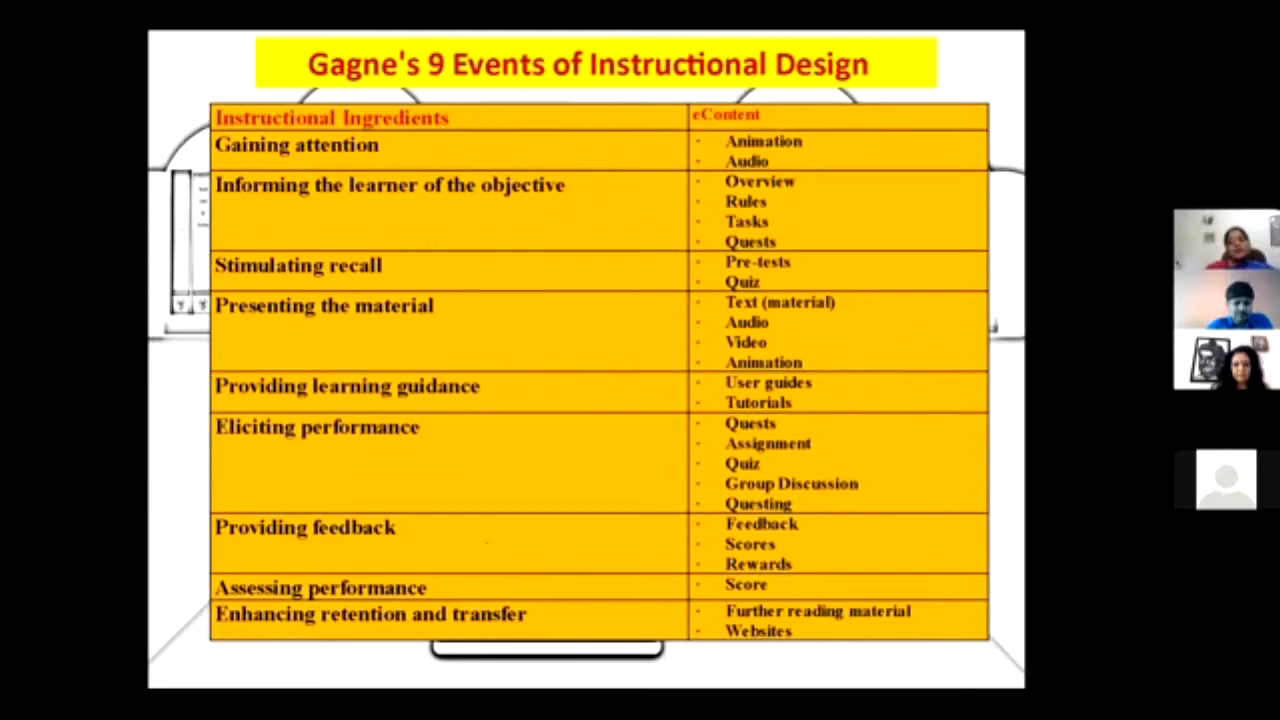 Gagne's 9 Events of Instructional Design
Instructional Ingredients
eContent
Gaining attention
· Animation
· Audio
Informing the learner of the objective
· Overview
· Rules
· Tasks
· Quests
Stimulating recall
· Pre-tests
· Quiz
Presenting the material
· Text (material)
· Audio
· Video
· Animation
Providing learning guidance
· User guides
· Tutorials
Eliciting performance
· Quests
· Assignment
· Quiz
· Group Discussion
· Questing
Providing feedback
· Feedback
· Scores
· Rewards
Assessing performance
· Score
Enhancing retention and transfer
· Further reading material
· Websites